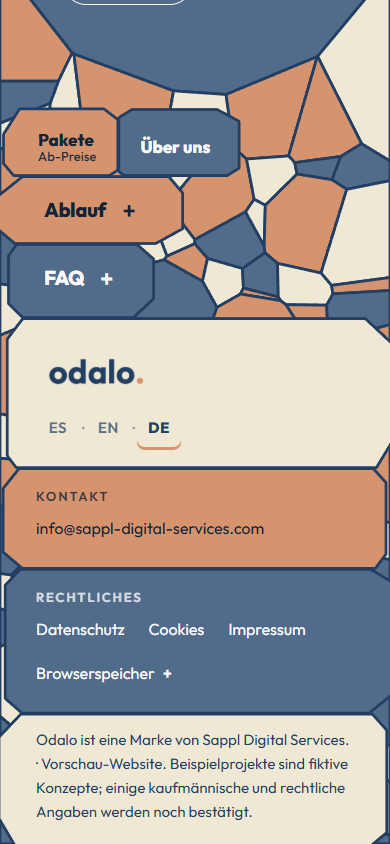 Pakete
Ab-Preise
Über uns
Ablauf +
FAQ +
odalo.
ES · EN · DE
KONTAKT
info@sappl-digital-services.com
RECHTLICHES
Datenschutz Cookies Impressum
Browserspeicher +
Odalo ist eine Marke von Sappl Digital Services.
· Vorschau-Website. Beispielprojekte sind fiktive
Konzepte; einige kaufmännische und rechtliche
Angaben werden noch bestätigt.